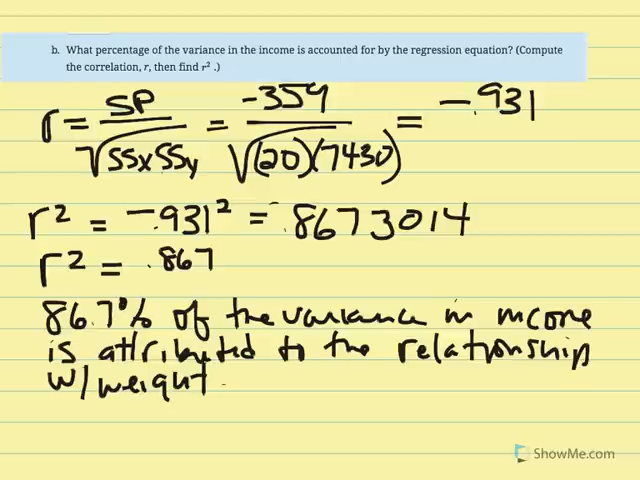 b. What percentage of the variance in the income is accounted for by the regression equation? (Compute
the correlation, r, then find r² .)
r = SP / √SSx SSy = -359 / √(20)(7430) = -.931
r² = -.931² = .8673014
r² = .867
86.7% of the variance in income
is attributed to the relationship
w/ weight
ShowMe.com